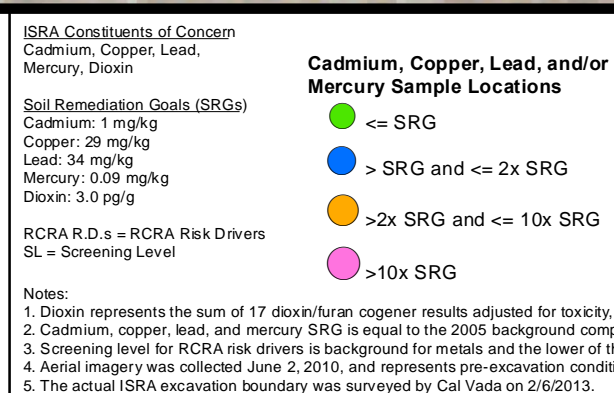 ISRA Constituents of Concern
Cadmium, Copper, Lead,
Mercury, Dioxin
Soil Remediation Goals (SRGs)
Cadmium: 1 mg/kg
Copper: 29 mg/kg
Lead: 34 mg/kg
Mercury: 0.09 mg/kg
Dioxin: 3.0 pg/g
RCRA R.D.s = RCRA Risk Drivers
SL = Screening Level
Cadmium, Copper, Lead, and/or
Mercury Sample Locations
<= SRG
> SRG and <= 2x SRG
>2x SRG and <= 10x SRG
>10x SRG
Notes:
1. Dioxin represents the sum of 17 dioxin/furan cogener results adjusted for toxicity,
2. Cadmium, copper, lead, and mercury SRG is equal to the 2005 background comp
3. Screening level for RCRA risk drivers is background for metals and the lower of th
4. Aerial imagery was collected June 2, 2010, and represents pre-excavation conditi
5. The actual ISRA excavation boundary was surveyed by Cal Vada on 2/6/2013.